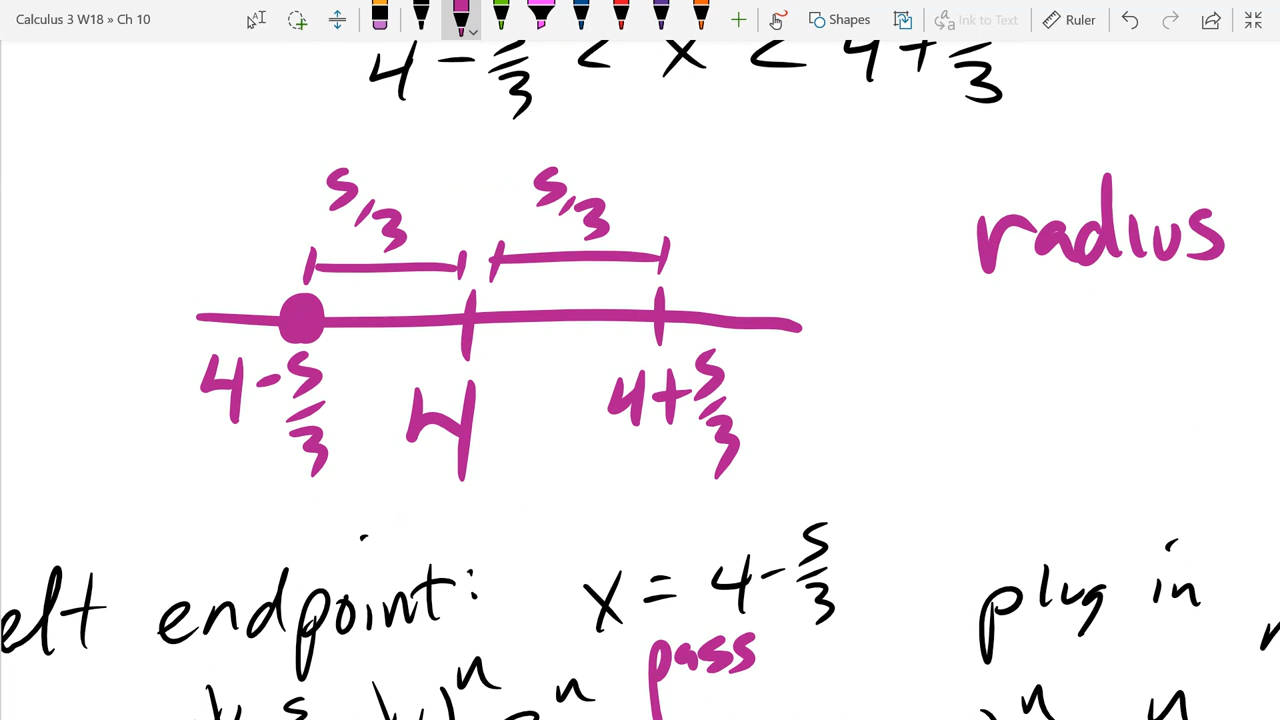 Calculus 3 W18 » Ch 10
Shapes
Ink to Text
Ruler
4 - 5/3 < x < 4 + 5/3
5/3 5/3
radius
4 - 5/3 4 4 + 5/3
endpoint: x = 4 - 5/3 plug in
pass